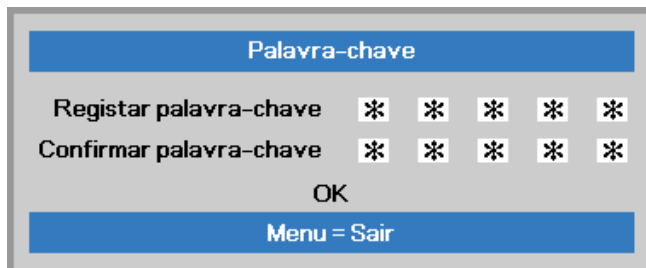 Palavra-chave
Registar palavra-chave * * * * *
Confirmar palavra-chave * * * * *
OK
Menu = Sair